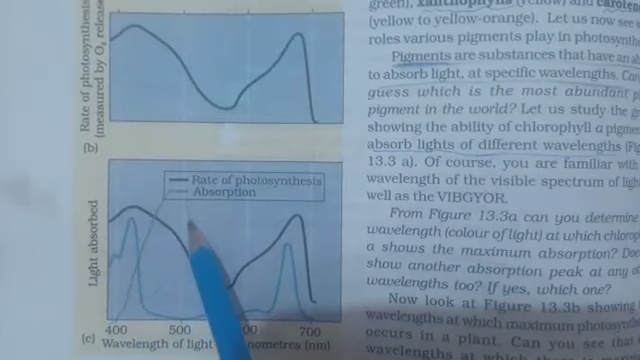 Rate of photosynthesis
(measured by O₂ release
(b)
Rate of photosynthesis
Absorption
Light absorbed
(c)
400 500 600 700
Wavelength of light nometres (nm)
green), xanthophylls (yellow) and
(yellow to yellow-orange). Let us now see
roles various pigments play in photosynthe
Pigments are substances that have an
to absorb light, at specific wavelengths.
guess which is the most abundant
pigment in the world? Let us study the
showing the ability of chlorophyll a pigmen
absorb lights of different wavelengths
13.3 a). Of course, you are familiar with
wavelength of the visible spectrum of
well as the VIBGYOR.
From Figure 13.3a can you determine
wavelength (colour of light) at which
a shows the maximum absorption?
show another absorption peak at any
wavelengths too? If yes, which one?
Now look at Figure 13.3b showing
wavelengths at which maximum
occurs in a plant. Can you see that
wavelengths at which